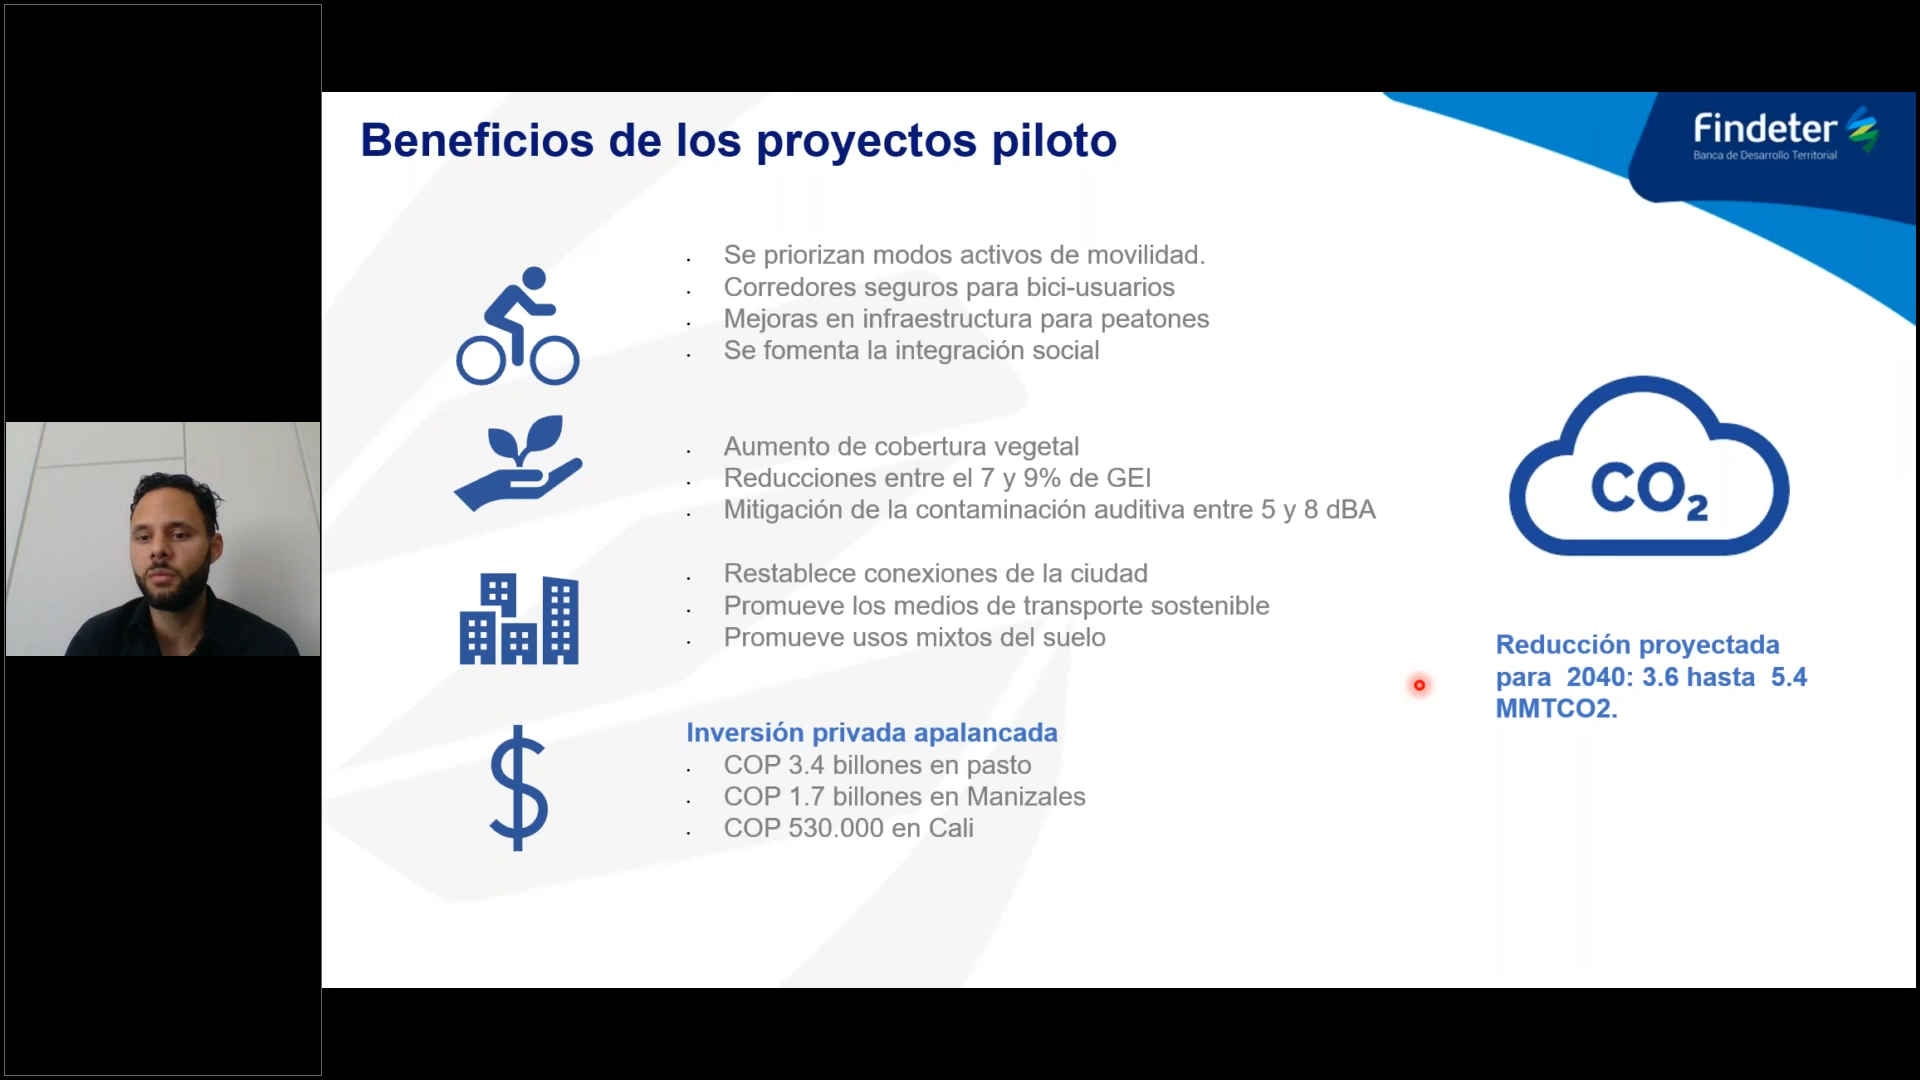 Beneficios de los proyectos piloto
Findeter
Banca de Desarrollo Territorial
Se priorizan modos activos de movilidad.
Corredores seguros para bici-usuarios
Mejoras en infraestructura para peatones
Se fomenta la integración social
Aumento de cobertura vegetal
Reducciones entre el 7 y 9% de GEI
Mitigación de la contaminación auditiva entre 5 y 8 dBA
Restablece conexiones de la ciudad
Promueve los medios de transporte sostenible
Promueve usos mixtos del suelo
Inversión privada apalancada
COP 3.4 billones en pasto
COP 1.7 billones en Manizales
COP 530.000 en Cali
CO2
Reducción proyectada
para 2040: 3.6 hasta 5.4
MMTCO2.